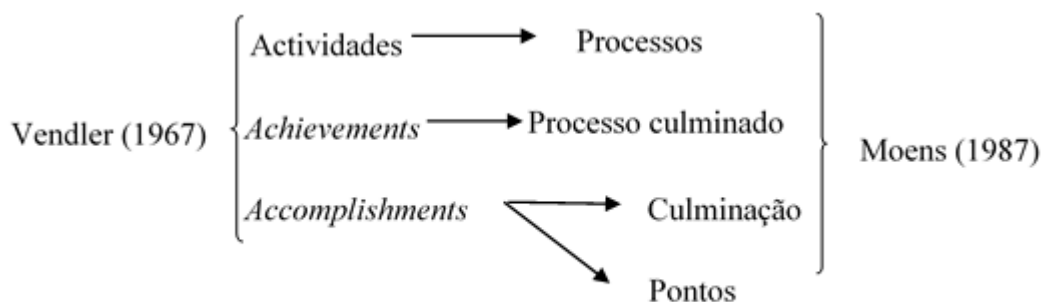 Actividades Processos
Vendler (1967) Achievements Processo culminado Moens (1987)
Accomplishments Culminação
Pontos